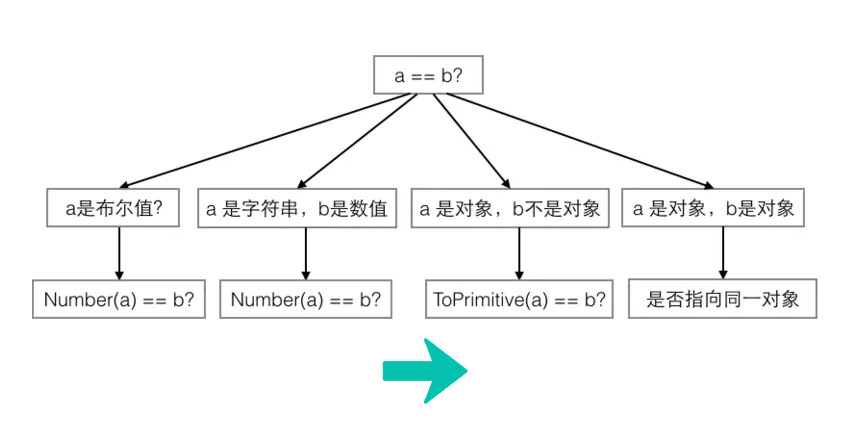 a == b?
a是布尔值?
a 是字符串，b是数值
a 是对象，b不是对象
a 是对象，b是对象
Number(a) == b?
Number(a) == b?
ToPrimitive(a) == b?
是否指向同一对象